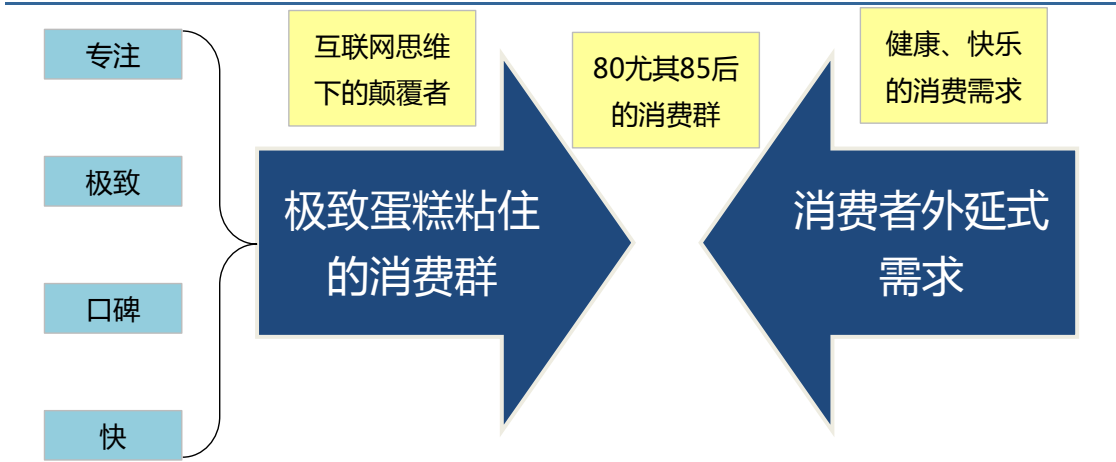 专注
极致
口碑
快
互联网思维
下的颠覆者
极致蛋糕粘住
的消费群
80尤其85后
的消费群
健康、快乐
的消费需求
消费者外延式
需求